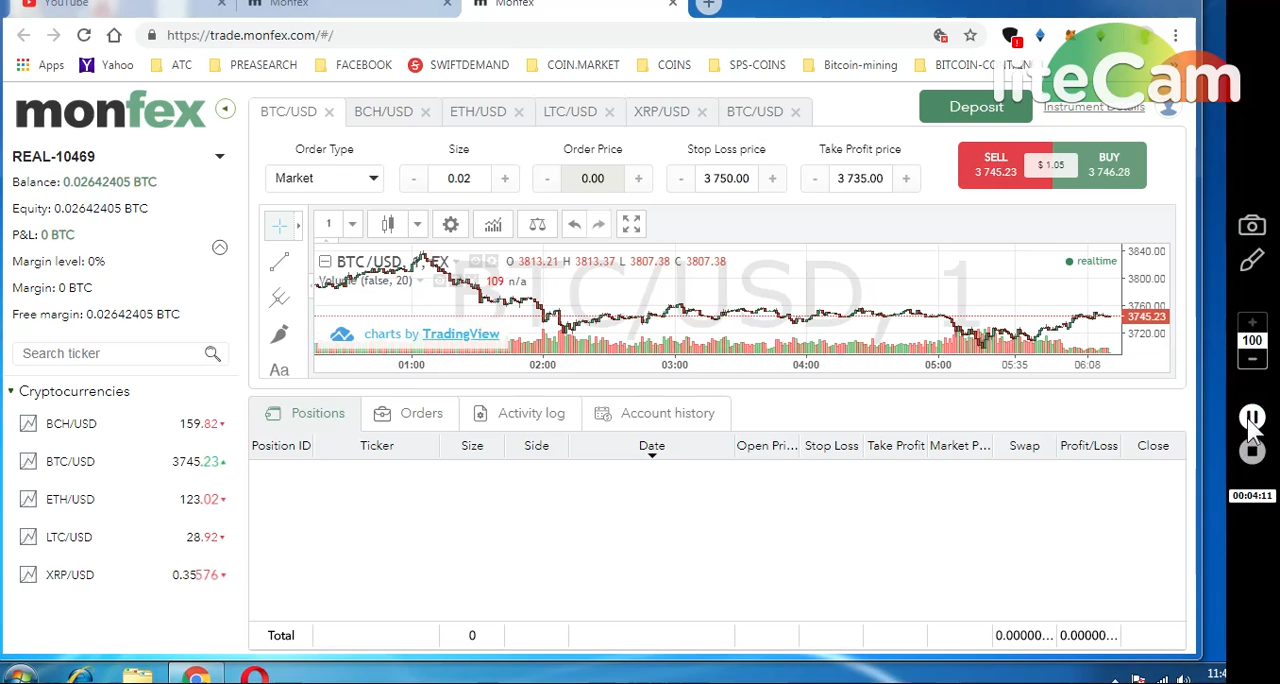 YouTube Monfex Monfex
https://trade.monfex.com/#/
Apps Yahoo ATC PREASEARCH FACEBOOK SWIFTDEMAND COIN.MARKET COINS SPS-COINS Bitcoin-mining
liteCam
monfex
BTC/USD BCH/USD ETH/USD LTC/USD XRP/USD BTC/USD
Deposit Instrument Details
REAL-10469
Order Type Size Order Price Stop Loss price Take Profit price
Market - 0.02 + - 0.00 + - 3 750.00 + - 3 735.00 +
SELL 3 745.23 $ 1.05 BUY 3 746.28
Balance: 0.02642405 BTC
Equity: 0.02642405 BTC
P&L: 0 BTC
Margin level: 0%
Margin: 0 BTC
Free margin: 0.02642405 BTC
Search ticker
1
BTC/USD, 1
BTC/USD, 1, FX O 3813.21 H 3813.37 L 3807.38 C 3807.38
Volume (false, 20) 109 n/a
realtime
3840.00
3800.00
3760.00
3745.23
3720.00
charts by TradingView
Aa 01:00 02:00 03:00 04:00 05:00 05:35 06:08
Cryptocurrencies
BCH/USD 159.82
BTC/USD 3745.23
ETH/USD 123.02
LTC/USD 28.92
XRP/USD 0.35576
Positions Orders Activity log Account history
Position ID Ticker Size Side Date Open Pri... Stop Loss Take Profit Market P... Swap Profit/Loss Close
Total 0 0.00000... 0.00000...
+
100
-
00:04:11